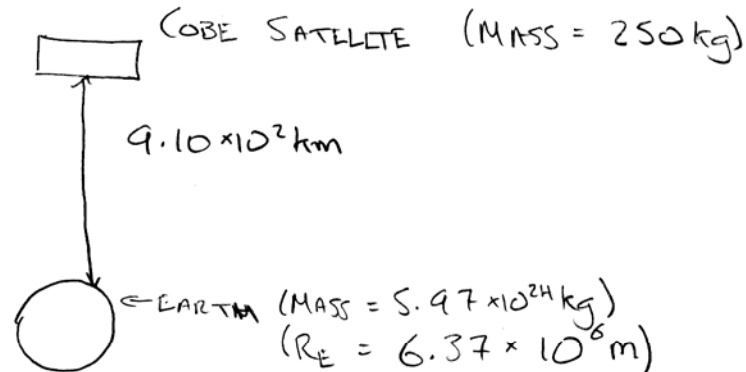 COBE SATELLITE (MASS = 250 kg)
9.10 × 10² km
← EARTH (MASS = 5.97 × 10²⁴ kg)
(R_E = 6.37 × 10⁶ m)